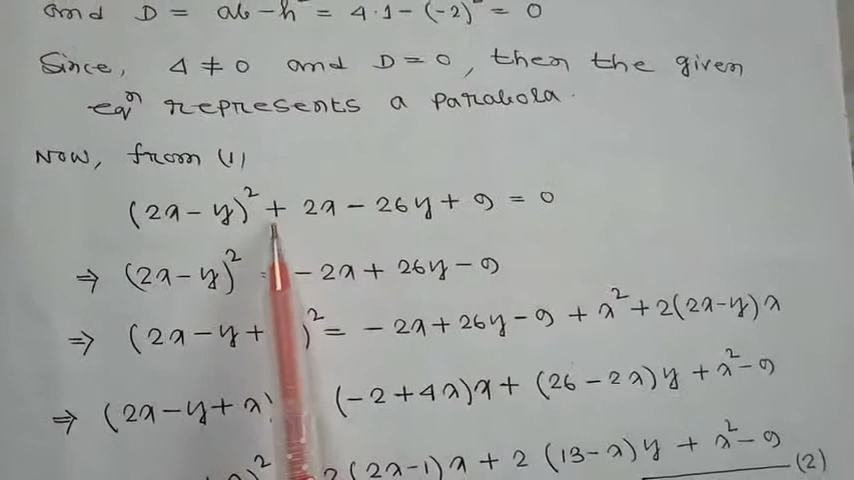 and D = ab - h² = 4·1 - (-2)² = 0
Since, Δ ≠ 0 and D = 0, then the given
eqⁿ represents a parabola.
Now, from (1)
(2x - y)² + 2x - 26y + 9 = 0
⇒ (2x - y)² = - 2x + 26y - 9
⇒ (2x - y + )² = - 2x + 26y - 9 + λ² + 2(2x - y)λ
⇒ (2x - y + λ) (-2 + 4λ)x + (26 - 2λ)y + λ² - 9
)² 2(2λ - 1)x + 2 (13 - λ)y + λ² - 9 (2)